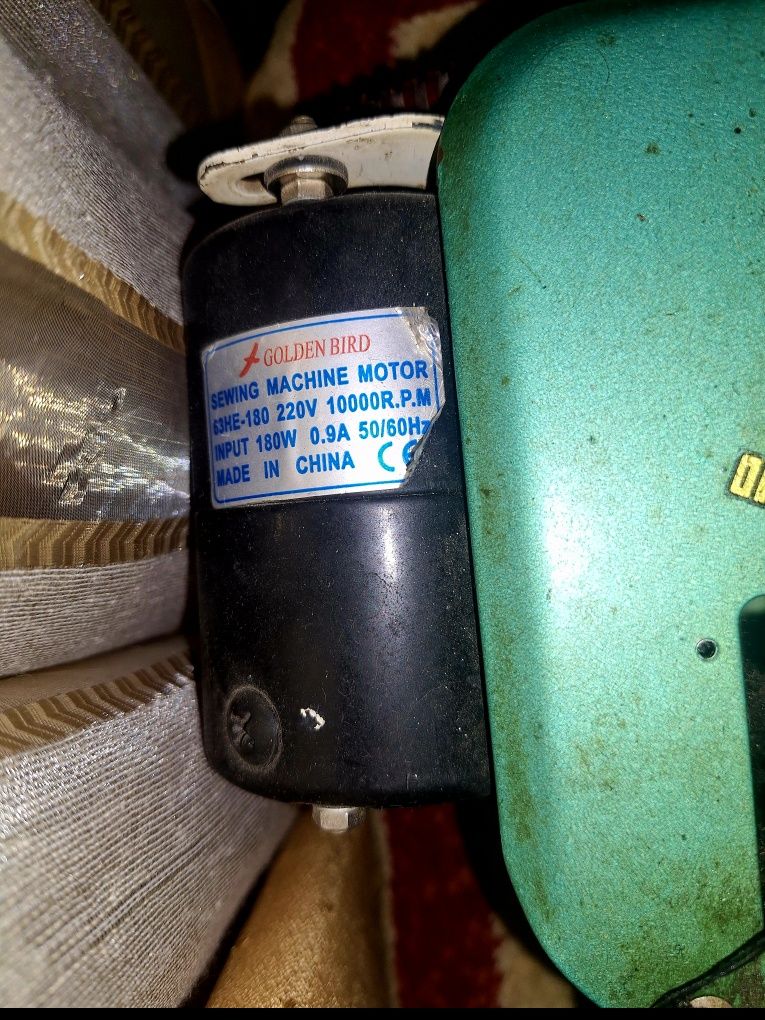 GOLDEN BIRD
SEWING MACHINE MOTOR
63HE-180 220V 10000R.P.M
INPUT 180W 0.9A 50/60Hz
MADE IN CHINA CE